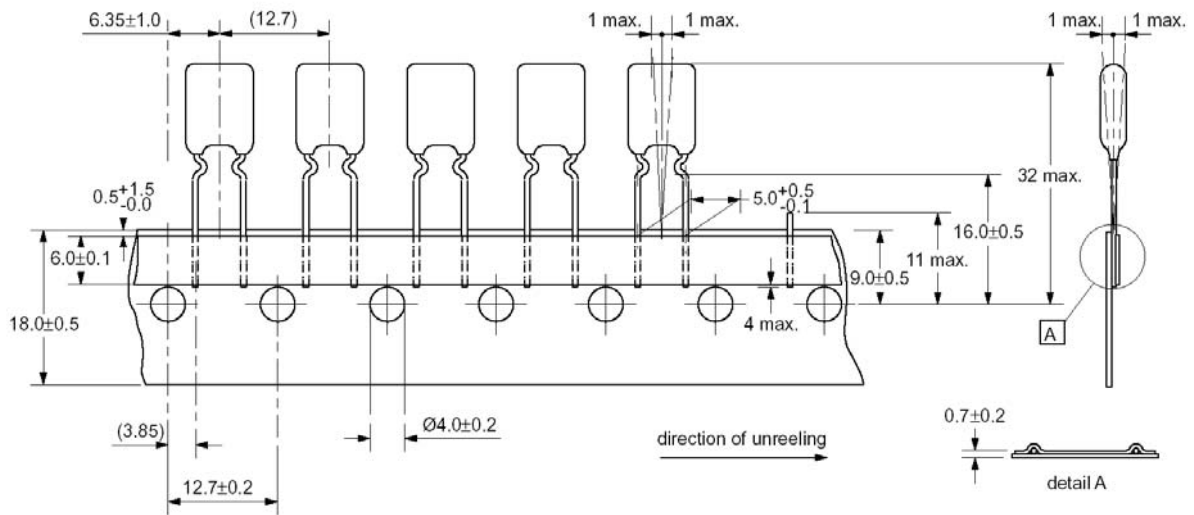 6.35±1.0
(12.7)
1 max.
1 max.
1 max.
1 max.
0.5+1.5
-0.0
5.0+0.5
-0.1
32 max.
16.0±0.5
11 max.
9.0±0.5
6.0±0.1
18.0±0.5
4 max.
A
(3.85)
Ø4.0±0.2
direction of unreeling
0.7±0.2
12.7±0.2
detail A